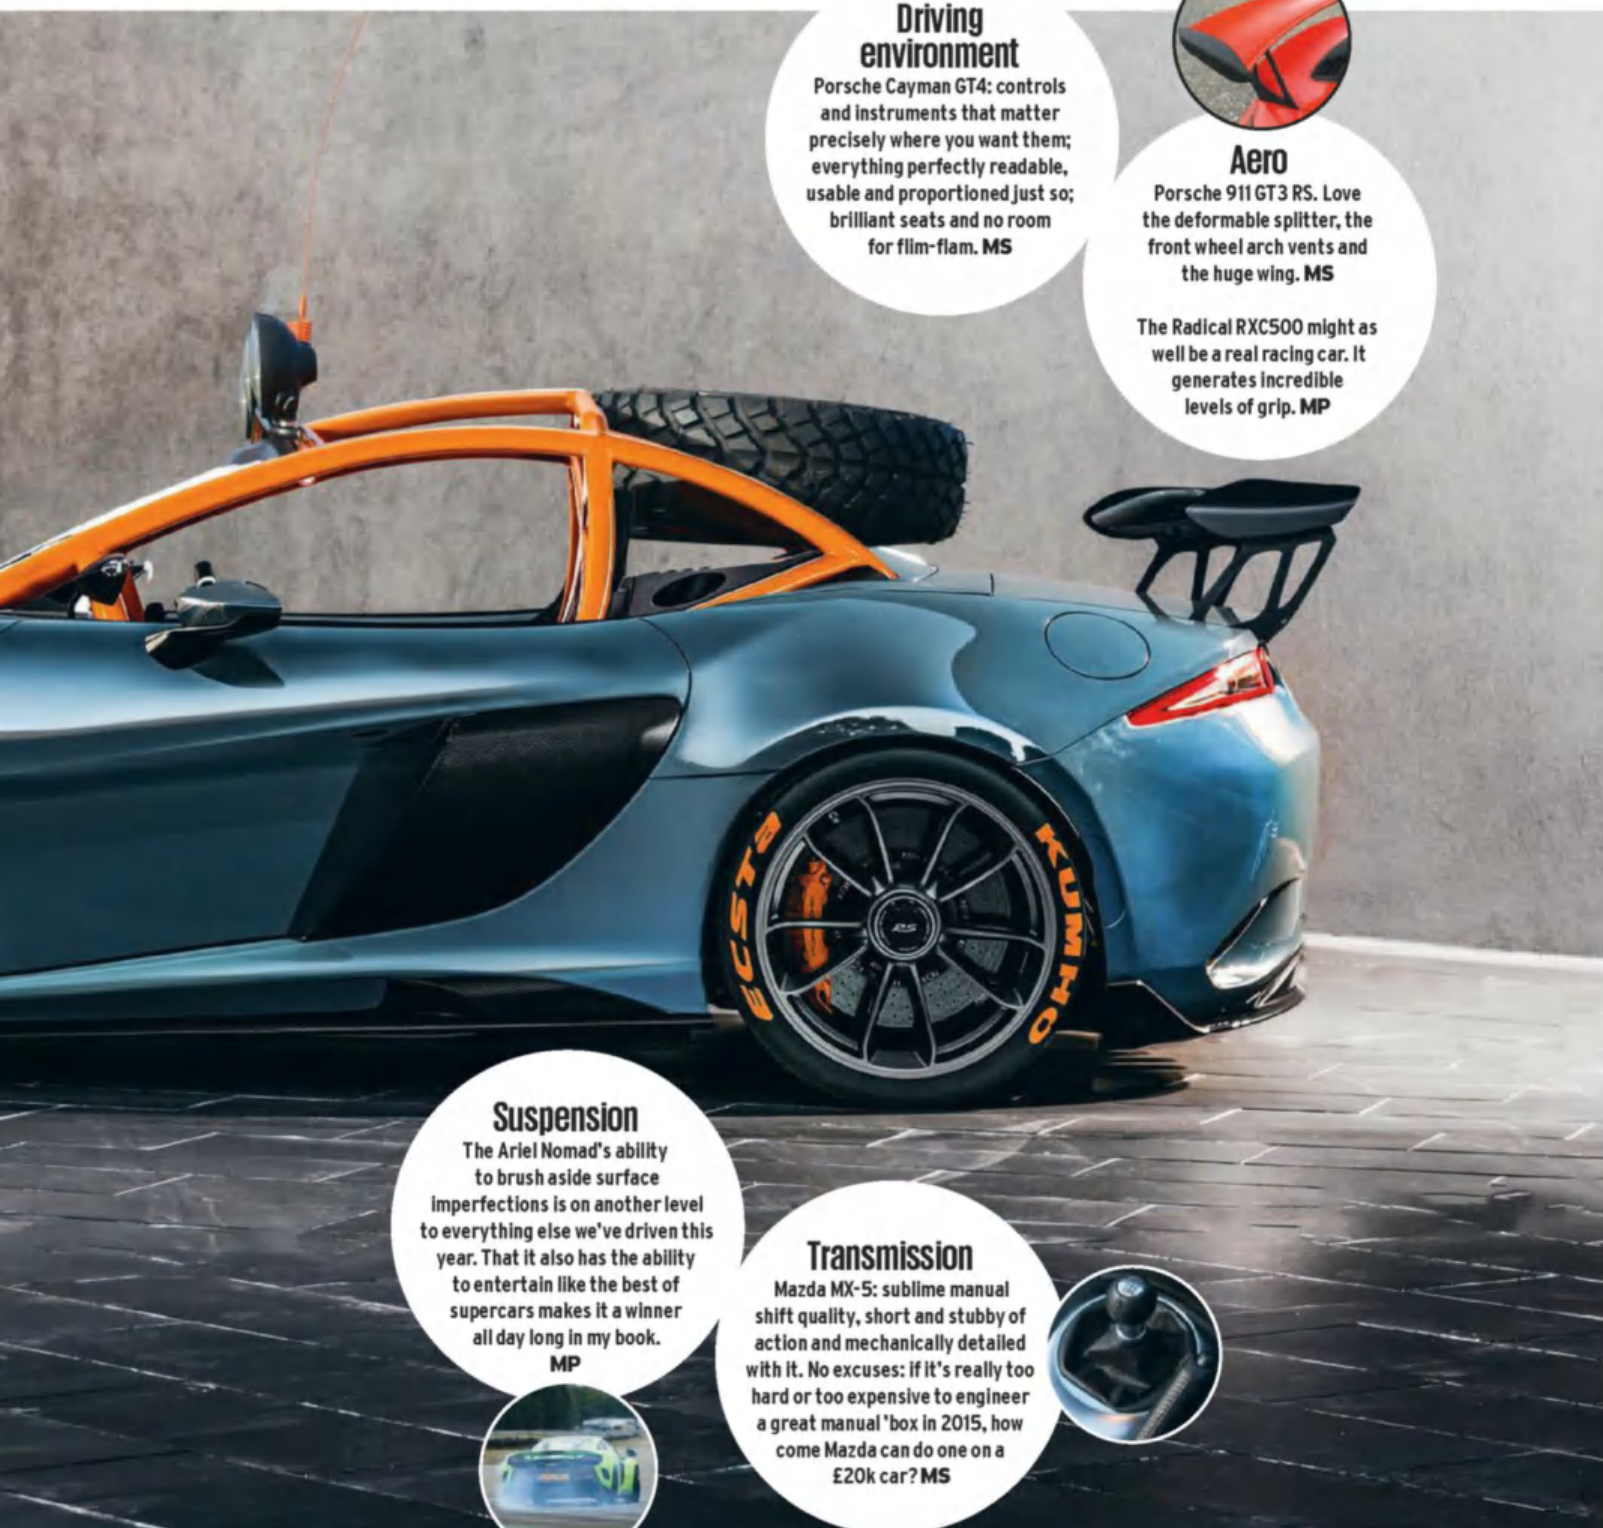 Driving
environment
Porsche Cayman GT4: controls
and instruments that matter
precisely where you want them;
everything perfectly readable,
usable and proportioned just so;
brilliant seats and no room
for flim-flam. MS
Aero
Porsche 911 GT3 RS. Love
the deformable splitter, the
front wheel arch vents and
the huge wing. MS
The Radical RXC500 might as
well be a real racing car. It
generates incredible
levels of grip. MP
ECSTA
KUMHO
RS
Suspension
The Ariel Nomad's ability
to brush aside surface
imperfections is on another level
to everything else we've driven this
year. That it also has the ability
to entertain like the best of
supercars makes it a winner
all day long in my book.
MP
Transmission
Mazda MX-5: sublime manual
shift quality, short and stubby of
action and mechanically detailed
with it. No excuses: if it's really too
hard or too expensive to engineer
a great manual 'box in 2015, how
come Mazda can do one on a
£20k car? MS